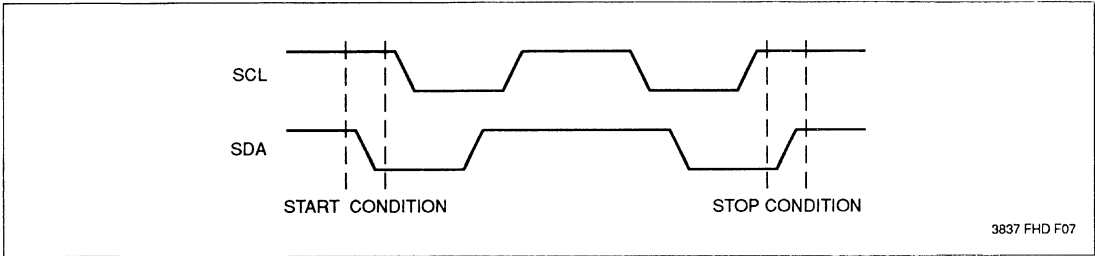 SCL
SDA
START CONDITION
STOP CONDITION
3837 FHD F07